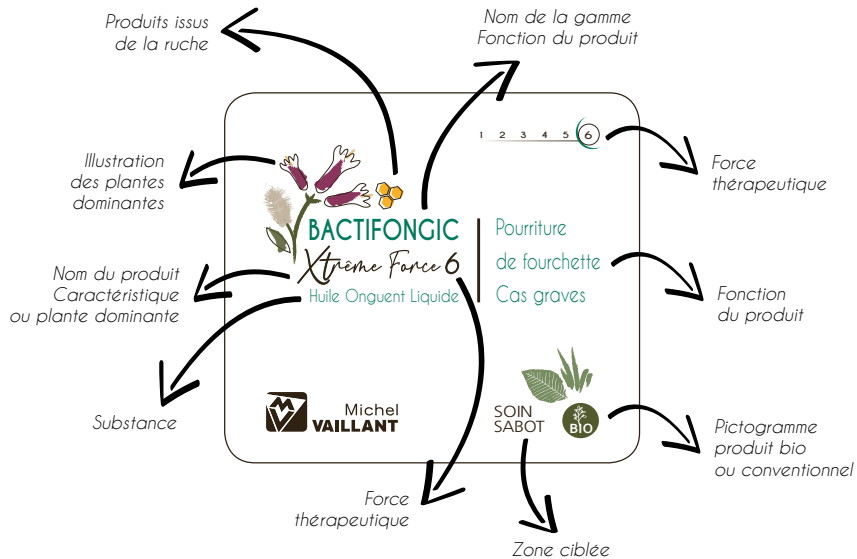 Produits issus
de la ruche
Nom de la gamme
Fonction du produit
1 2 3 4 5 6
Illustration
des plantes
dominantes
Force
thérapeutique
BACTIFONGIC
Xtrême Force 6
Huile Onguent Liquide
Pourriture
de fourchette
Cas graves
Nom du produit
Caractéristique
ou plante dominante
Fonction
du produit
Substance
MV
Michel
VAILLANT
SOIN
SABOT
BIO
Pictogramme
produit bio
ou conventionnel
Force
thérapeutique
Zone ciblée